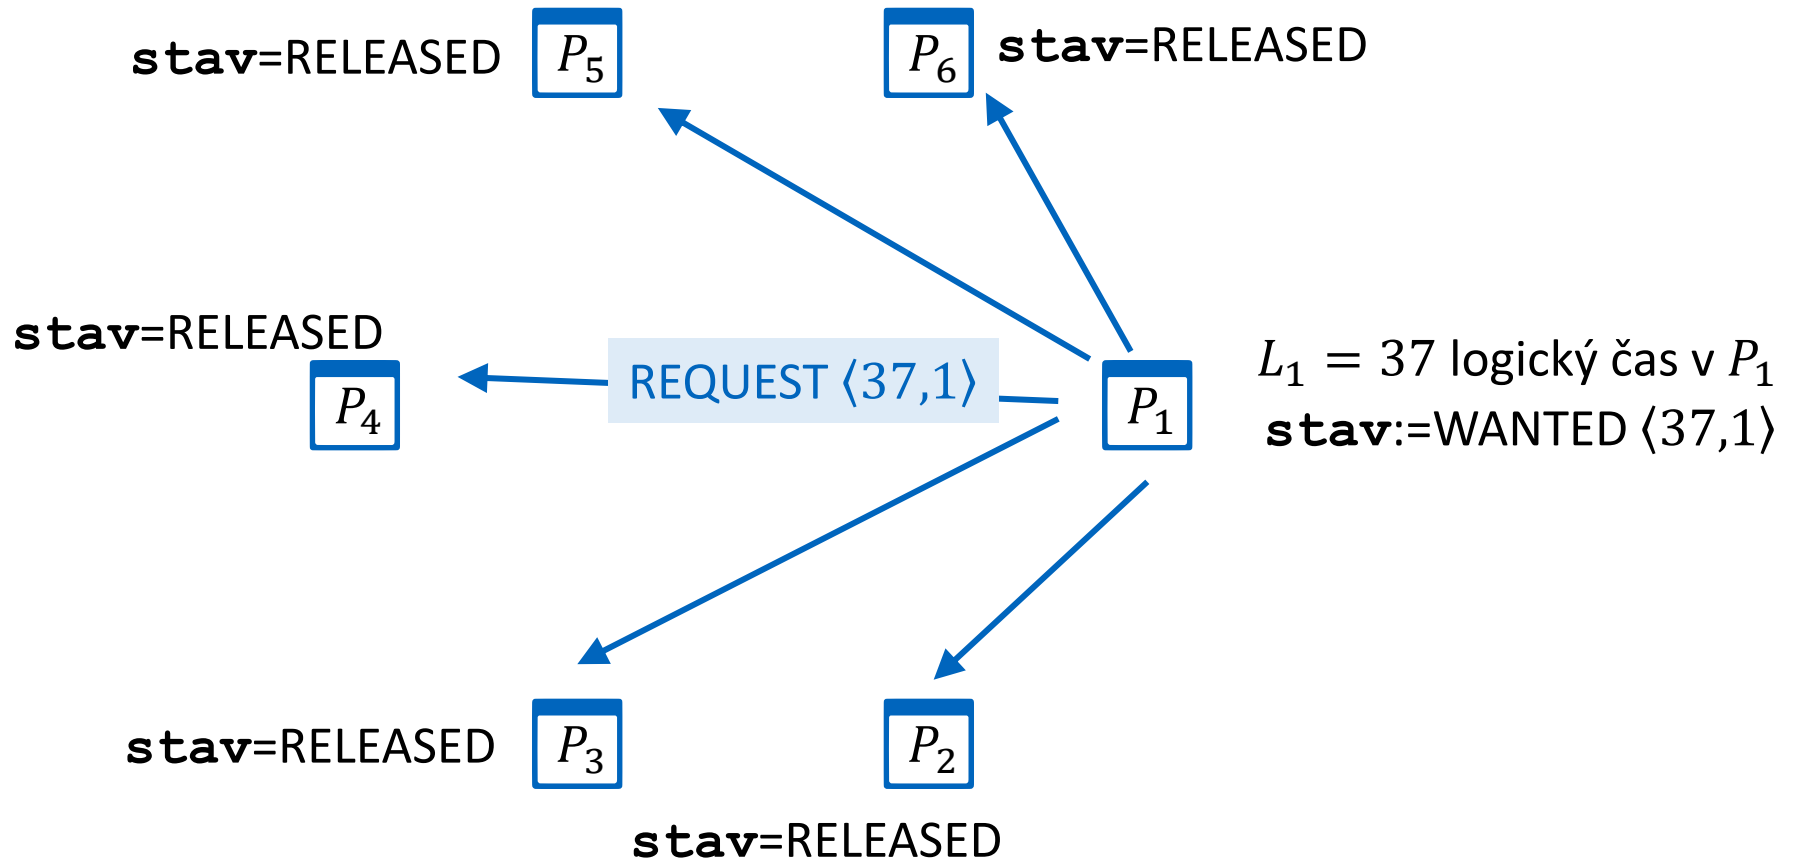 stav=RELEASED
P5
P6
stav=RELEASED
stav=RELEASED
P4
REQUEST ⟨37,1⟩
P1
L1 = 37 logický čas v P1
stav:=WANTED ⟨37,1⟩
stav=RELEASED
P3
P2
stav=RELEASED